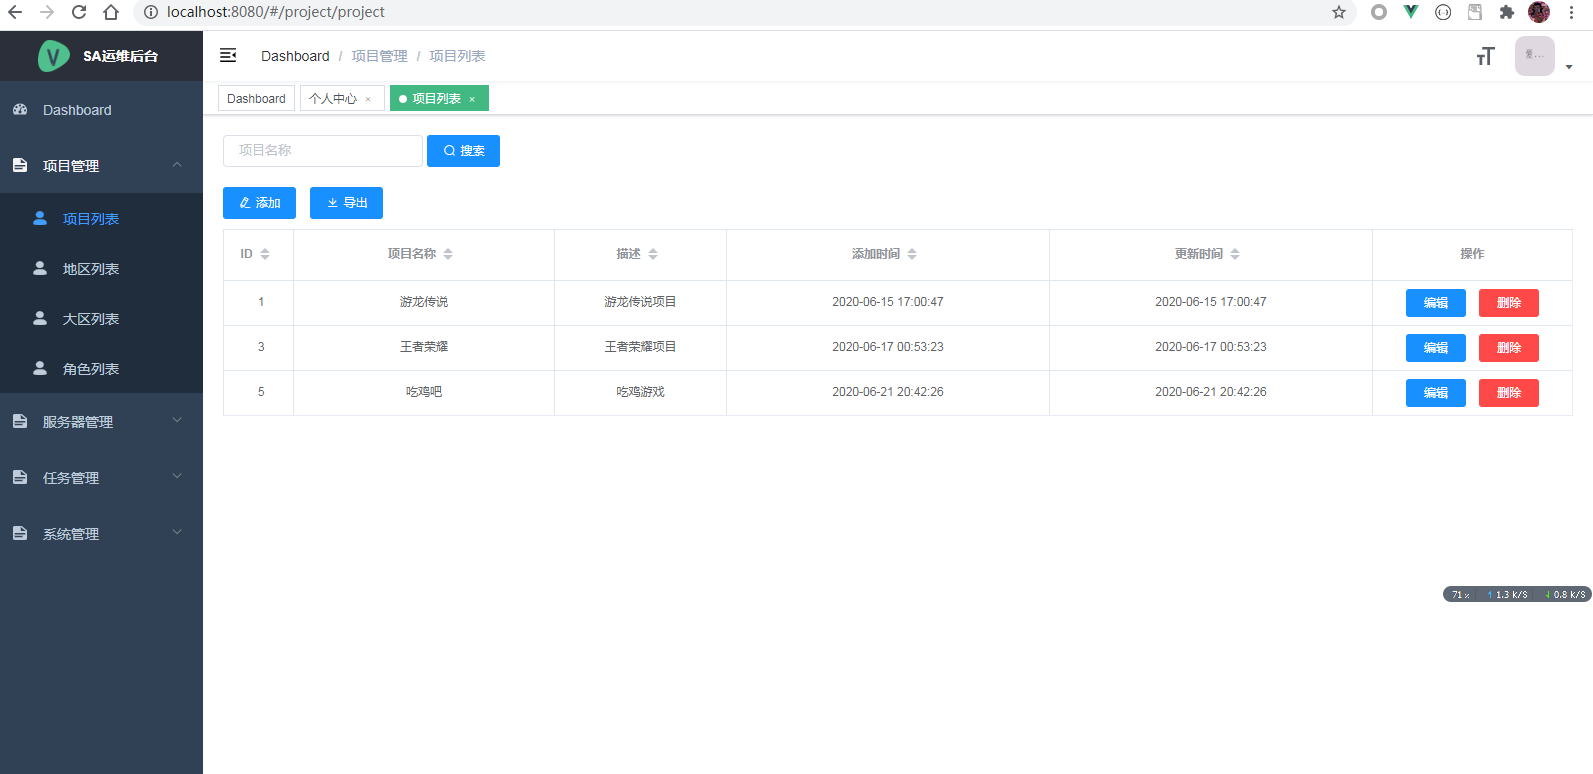 localhost:8080/#/project/project
SA运维后台
Dashboard / 项目管理 / 项目列表
Dashboard
项目管理
项目列表
地区列表
大区列表
角色列表
服务器管理
任务管理
系统管理
Dashboard 个人中心 × 项目列表 ×
项目名称 搜索
添加 导出
ID 项目名称 描述 添加时间 更新时间 操作
1 游龙传说 游龙传说项目 2020-06-15 17:00:47 2020-06-15 17:00:47 编辑 删除
3 王者荣耀 王者荣耀项目 2020-06-17 00:53:23 2020-06-17 00:53:23 编辑 删除
5 吃鸡吧 吃鸡游戏 2020-06-21 20:42:26 2020-06-21 20:42:26 编辑 删除
71% ↑ 1.3 K/S ↓ 0.8 K/S